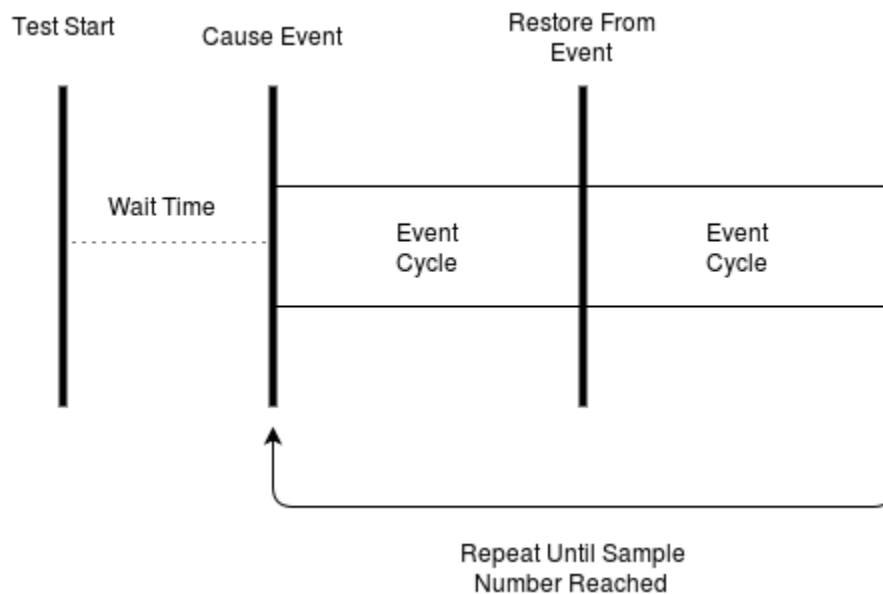 Test Start
Cause Event
Restore From
Event
Wait Time
Event
Cycle
Event
Cycle
Repeat Until Sample
Number Reached